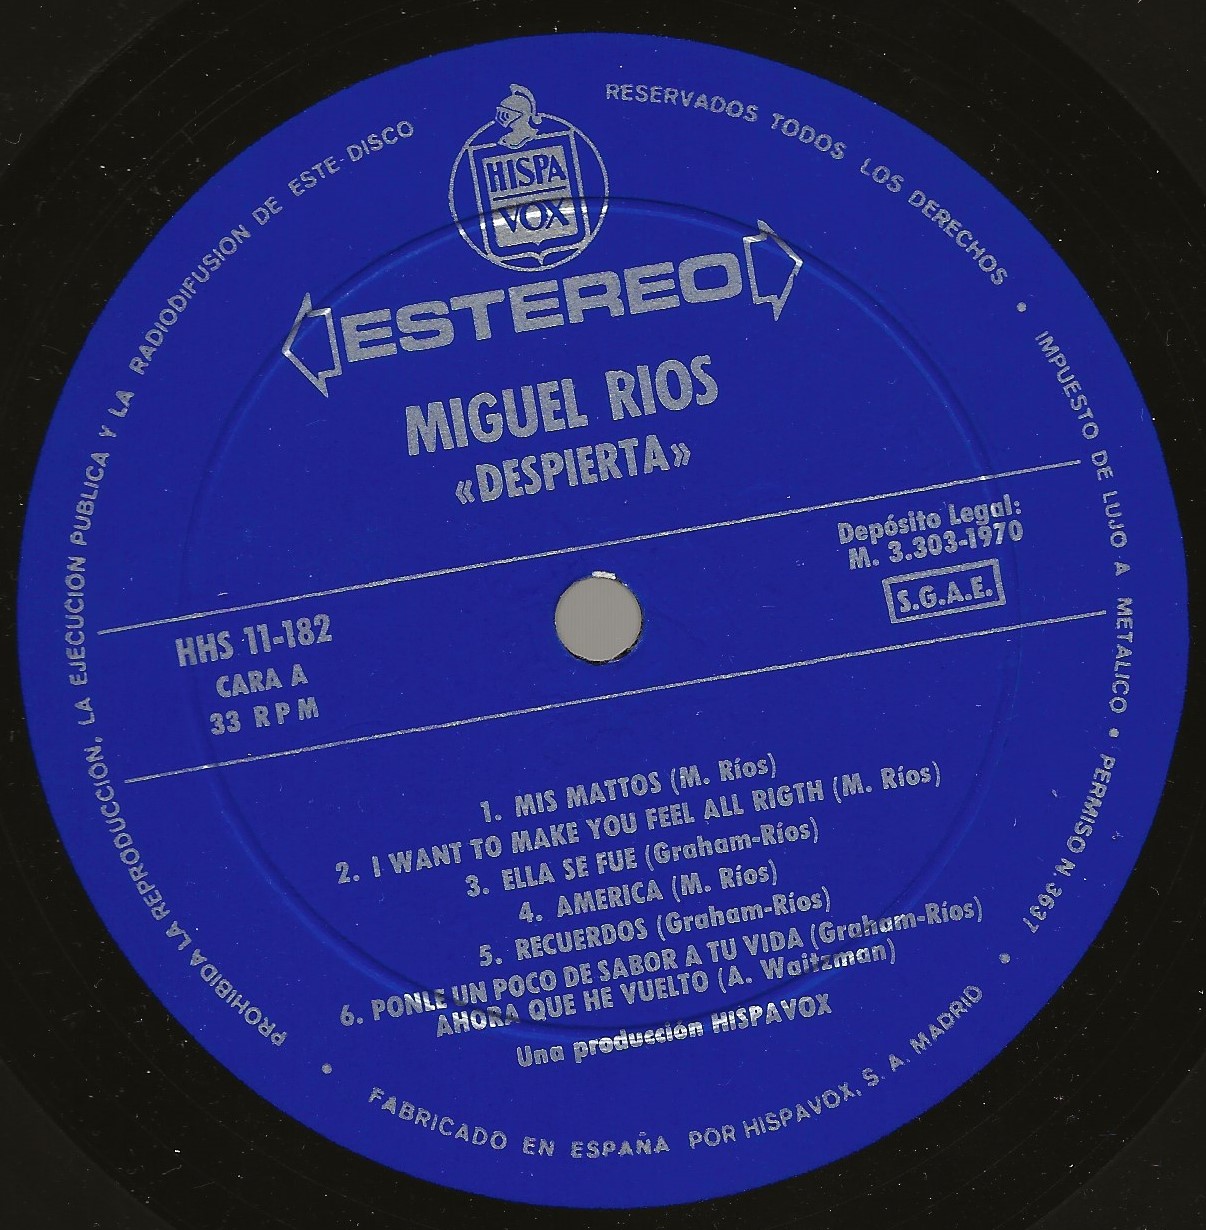 HISPA
VOX
ESTEREO
MIGUEL RIOS
«DESPIERTA»
Depósito Legal:
M. 3.303-1970
S.G.A.E.
HHS 11-182
CARA A
33 RPM
1. MIS MATTOS (M. Ríos)
2. I WANT TO MAKE YOU FEEL ALL RIGTH (M. Ríos)
3. ELLA SE FUE (Graham-Ríos)
4. AMERICA (M. Ríos)
5. RECUERDOS (Graham-Ríos)
6. PONLE UN POCO DE SABOR A TU VIDA (Graham-Ríos)
AHORA QUE HE VUELTO (A. Waitzman)
Una producción HISPAVOX
PROHIBIDA LA REPRODUCCION, LA EJECUCION PUBLICA Y LA RADIODIFUSION DE ESTE DISCO
RESERVADOS TODOS LOS DERECHOS • IMPUESTO DE LUJO A METALICO • PERMISO N 3637 •
FABRICADO EN ESPAÑA POR HISPAVOX, S. A. MADRID